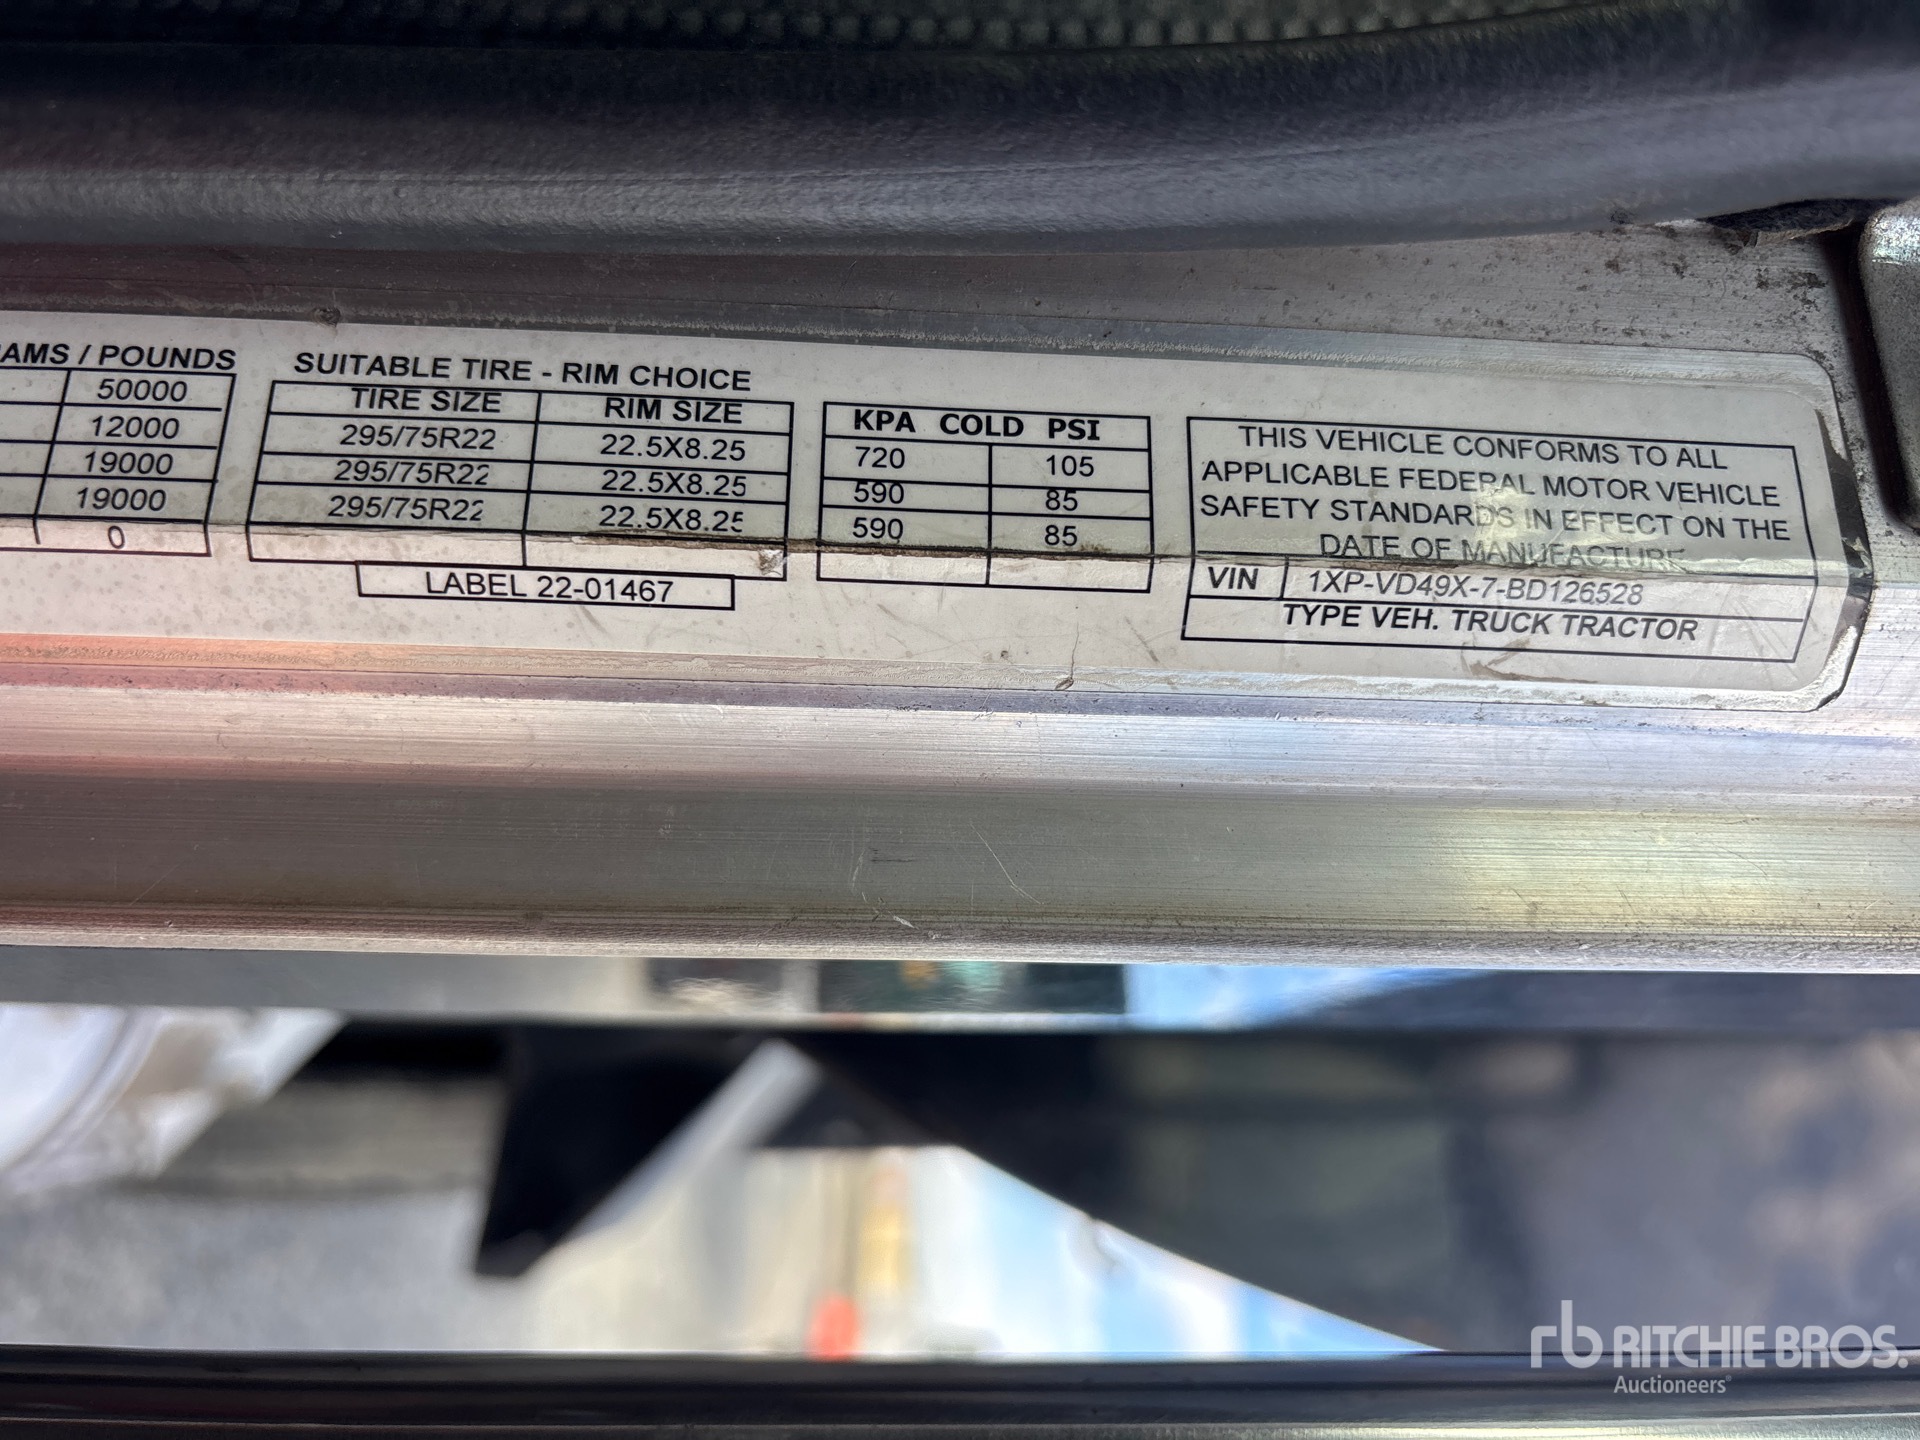 AMS / POUNDS
50000
12000
19000
19000
0
SUITABLE TIRE - RIM CHOICE
TIRE SIZE RIM SIZE
295/75R22 22.5X8.25
295/75R22 22.5X8.25
295/75R22 22.5X8.25
LABEL 22-01467
KPA COLD PSI
720 105
590 85
590 85
THIS VEHICLE CONFORMS TO ALL
APPLICABLE FEDERAL MOTOR VEHICLE
SAFETY STANDARDS IN EFFECT ON THE
DATE OF MANUFACTURE
VIN 1XP-VD49X-7-BD126528
TYPE VEH. TRUCK TRACTOR
rb RITCHIE BROS.
Auctioneers